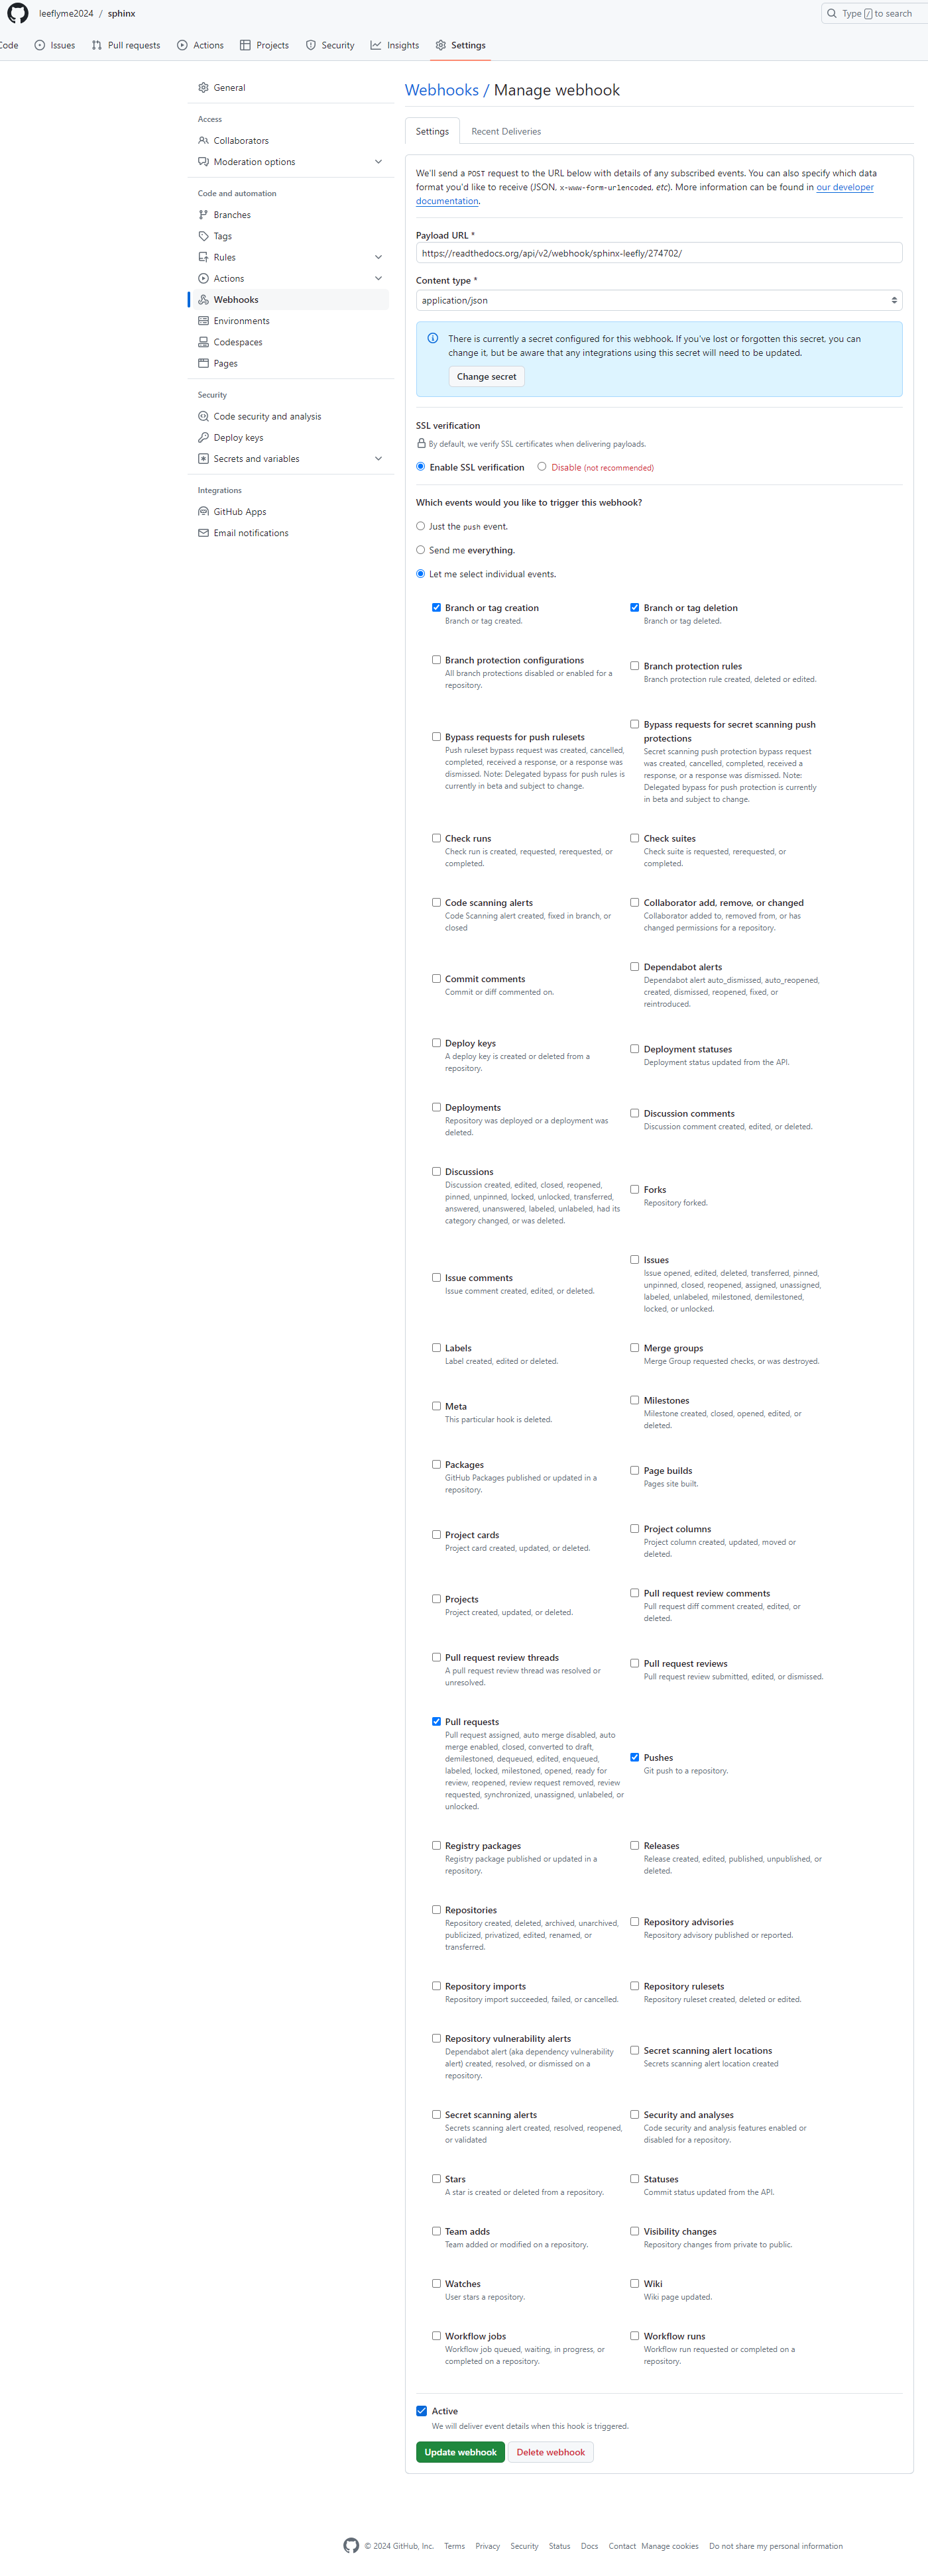 leeflyme2024 / sphinx
Type / to search
Code
Issues
Pull requests
Actions
Projects
Security
Insights
Settings
General
Access
Collaborators
Moderation options
Code and automation
Branches
Tags
Rules
Actions
Webhooks
Environments
Codespaces
Pages
Security
Code security and analysis
Deploy keys
Secrets and variables
Integrations
GitHub Apps
Email notifications
Webhooks / Manage webhook
Settings
Recent Deliveries
We'll send a POST request to the URL below with details of any subscribed events. You can also specify which data
format you'd like to receive (JSON, x-www-form-urlencoded, etc). More information can be found in our developer
documentation.
Payload URL *
https://readthedocs.org/api/v2/webhook/sphinx-leefly/274702/
Content type *
application/json
There is currently a secret configured for this webhook. If you've lost or forgotten this secret, you can
change it, but be aware that any integrations using this secret will need to be updated.
Change secret
SSL verification
By default, we verify SSL certificates when delivering payloads.
Enable SSL verification
Disable (not recommended)
Which events would you like to trigger this webhook?
Just the push event.
Send me everything.
Let me select individual events.
Branch or tag creation
Branch or tag created.
Branch or tag deletion
Branch or tag deleted.
Branch protection configurations
All branch protections disabled or enabled for a
repository.
Branch protection rules
Branch protection rule created, deleted or edited.
Bypass requests for push rulesets
Push ruleset bypass request was created, cancelled,
completed, received a response, or a response was
dismissed. Note: Delegated bypass for push rules is
currently in beta and subject to change.
Bypass requests for secret scanning push
protections
Secret scanning push protection bypass request
was created, cancelled, completed, received a
response, or a response was dismissed. Note:
Delegated bypass for push protection is currently
in beta and subject to change.
Check runs
Check run is created, requested, rerequested, or
completed.
Check suites
Check suite is requested, rerequested, or
completed.
Code scanning alerts
Code Scanning alert created, fixed in branch, or
closed
Collaborator add, remove, or changed
Collaborator added to, removed from, or has
changed permissions for a repository.
Commit comments
Commit or diff commented on.
Dependabot alerts
Dependabot alert auto_dismissed, auto_reopened,
created, dismissed, reopened, fixed, or
reintroduced.
Deploy keys
A deploy key is created or deleted from a
repository.
Deployment statuses
Deployment status updated from the API.
Deployments
Repository was deployed or a deployment was
deleted.
Discussion comments
Discussion comment created, edited, or deleted.
Discussions
Discussion created, edited, closed, reopened,
pinned, unpinned, locked, unlocked, transferred,
answered, unanswered, labeled, unlabeled, had its
category changed, or was deleted.
Forks
Repository forked.
Issue comments
Issue comment created, edited, or deleted.
Issues
Issue opened, edited, deleted, transferred, pinned,
unpinned, closed, reopened, assigned, unassigned,
labeled, unlabeled, milestoned, demilestoned,
locked, or unlocked.
Labels
Label created, edited or deleted.
Merge groups
Merge Group requested checks, or was destroyed.
Meta
This particular hook is deleted.
Milestones
Milestone created, closed, opened, edited, or
deleted.
Packages
GitHub Packages published or updated in a
repository.
Page builds
Pages site built.
Project cards
Project card created, updated, or deleted.
Project columns
Project column created, updated, moved or
deleted.
Projects
Project created, updated, or deleted.
Pull request review comments
Pull request diff comment created, edited, or
deleted.
Pull request review threads
A pull request review thread was resolved or
unresolved.
Pull request reviews
Pull request review submitted, edited, or dismissed.
Pull requests
Pull request assigned, auto merge disabled, auto
merge enabled, closed, converted to draft,
demilestoned, dequeued, edited, enqueued,
labeled, locked, milestoned, opened, ready for
review, reopened, review request removed, review
requested, synchronized, unassigned, unlabeled, or
unlocked.
Pushes
Git push to a repository.
Registry packages
Registry package published or updated in a
repository.
Releases
Release created, edited, published, unpublished, or
deleted.
Repositories
Repository created, deleted, archived, unarchived,
publicized, privatized, edited, renamed, or
transferred.
Repository advisories
Repository advisory published or reported.
Repository imports
Repository import succeeded, failed, or cancelled.
Repository rulesets
Repository ruleset created, deleted or edited.
Repository vulnerability alerts
Dependabot alert (aka dependency vulnerability
alert) created, resolved, or dismissed on a
repository.
Secret scanning alert locations
Secrets scanning alert location created
Secret scanning alerts
Secrets scanning alert created, resolved, reopened,
or validated
Security and analyses
Code security and analysis features enabled or
disabled for a repository.
Stars
A star is created or deleted from a repository.
Statuses
Commit status updated from the API.
Team adds
Team added or modified on a repository.
Visibility changes
Repository changes from private to public.
Watches
User stars a repository.
Wiki
Wiki page updated.
Workflow jobs
Workflow job queued, waiting, in progress, or
completed on a repository.
Workflow runs
Workflow run requested or completed on a
repository.
Active
We will deliver event details when this hook is triggered.
Update webhook
Delete webhook
© 2024 GitHub, Inc.
Terms
Privacy
Security
Status
Docs
Contact
Manage cookies
Do not share my personal information